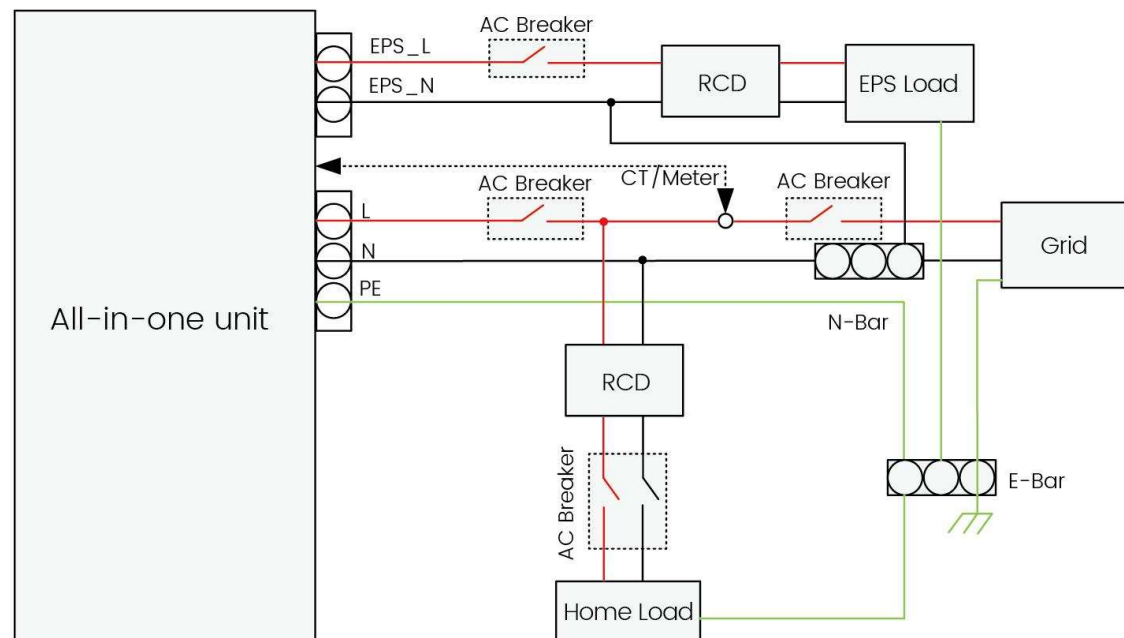 AC Breaker
EPS_L
EPS_N
RCD
EPS Load
AC Breaker
CT/Meter
AC Breaker
L
N
PE
Grid
All-in-one unit
N-Bar
RCD
AC Breaker
E-Bar
Home Load